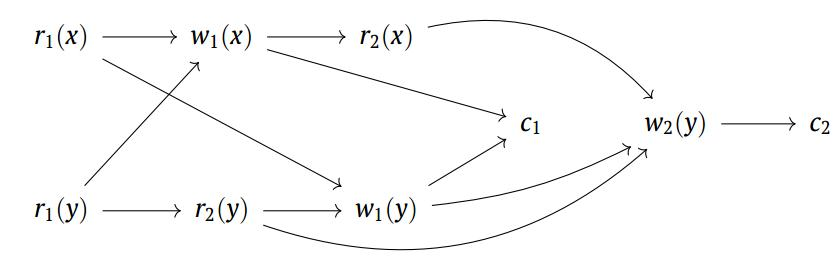 r₁(x) w₁(x) r₂(x)
c₁ w₂(y) c₂
r₁(y) r₂(y) w₁(y)